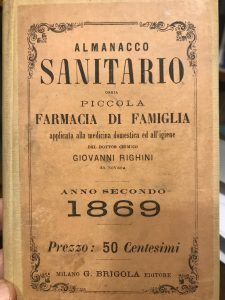 ALMANACCO
SANITARIO
OSSIA
PICCOLA
FARMACIA DI FAMIGLIA
applicata alla medicina domestica ed all'igiene
DEL DOTTOR CHIMICO
GIOVANNI RIGHINI
DI NOVARA
ANNO SECONDO
1869
Prezzo: 50 Centesimi
MILANO G. BRIGOLA EDITORE